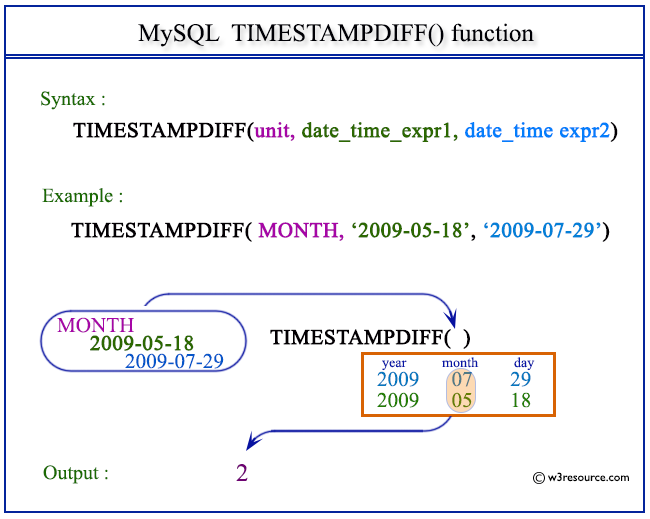 MySQL TIMESTAMPDIFF() function
Syntax :
TIMESTAMPDIFF(unit, date_time_expr1, date_time expr2)
Example :
TIMESTAMPDIFF( MONTH, ‘2009-05-18’, ‘2009-07-29’)
MONTH
2009-05-18
2009-07-29
TIMESTAMPDIFF( )
year month day
2009 07 29
2009 05 18
Output : 2
© w3resource.com